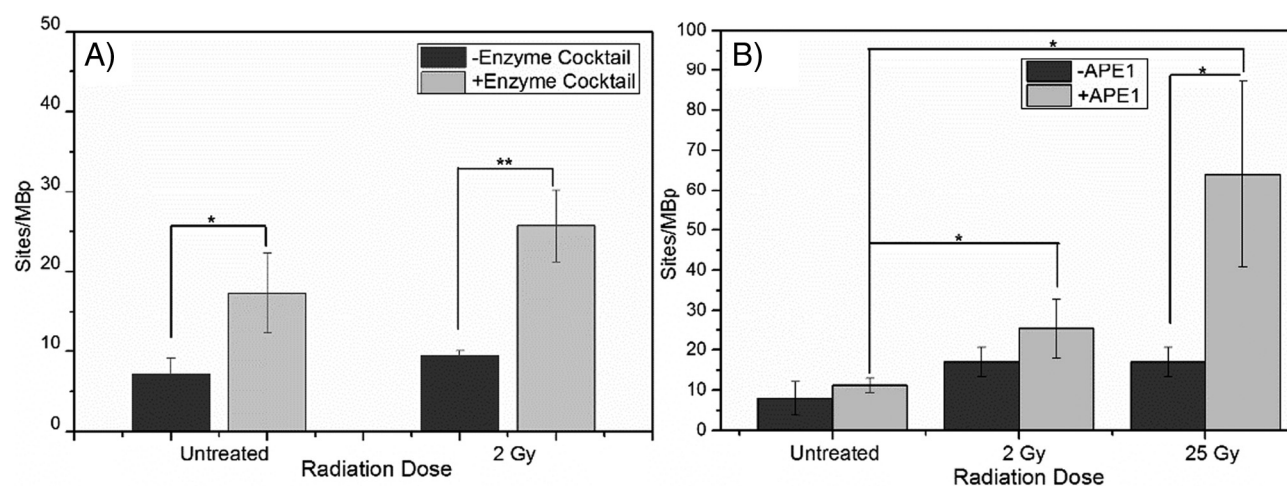 A)
-Enzyme Cocktail
+Enzyme Cocktail
50
40
30
20
10
0
Sites/MBp
*
**
Untreated
2 Gy
Radiation Dose
B)
-APE1
+APE1
100
90
80
70
60
50
40
30
20
10
0
Sites/MBp
*
*
*
Untreated
2 Gy
25 Gy
Radiation Dose